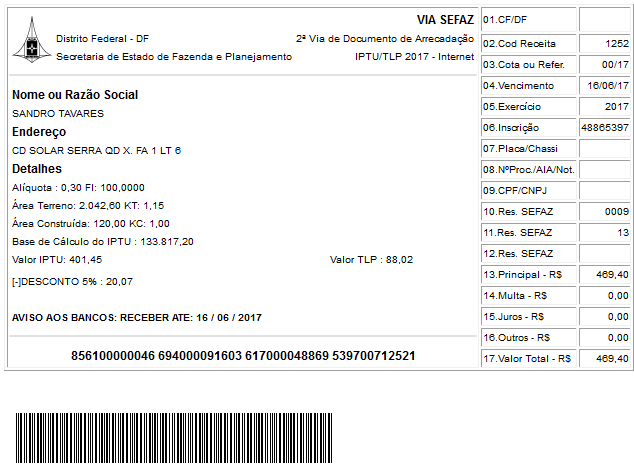 VIA SEFAZ
Distrito Federal - DF
2ª Via de Documento de Arrecadação
Secretaria de Estado de Fazenda e Planejamento
IPTU/TLP 2017 - Internet
Nome ou Razão Social
SANDRO TAVARES
Endereço
CD SOLAR SERRA QD X. FA 1 LT 6
Detalhes
Alíquota : 0,30 FI: 100,0000
Área Terreno: 2.042,60 KT: 1,15
Área Construída: 120,00 KC: 1,00
Base de Cálculo do IPTU : 133.817,20
Valor IPTU: 401,45 Valor TLP : 88,02
[-]DESCONTO 5% : 20,07
AVISO AOS BANCOS: RECEBER ATE: 16 / 06 / 2017
856100000046 694000091603 617000048869 539700712521
01.CF/DF
02.Cod Receita 1252
03.Cota ou Refer. 00/17
04.Vencimento 16/06/17
05.Exercício 2017
06.Inscrição 48865397
07.Placa/Chassi
08.NºProc./AIA/Not.
09.CPF/CNPJ
10.Res. SEFAZ 0009
11.Res. SEFAZ 13
12.Res. SEFAZ
13.Principal - R$ 469,40
14.Multa - R$ 0,00
15.Juros - R$ 0,00
16.Outros - R$ 0,00
17.Valor Total - R$ 469,40